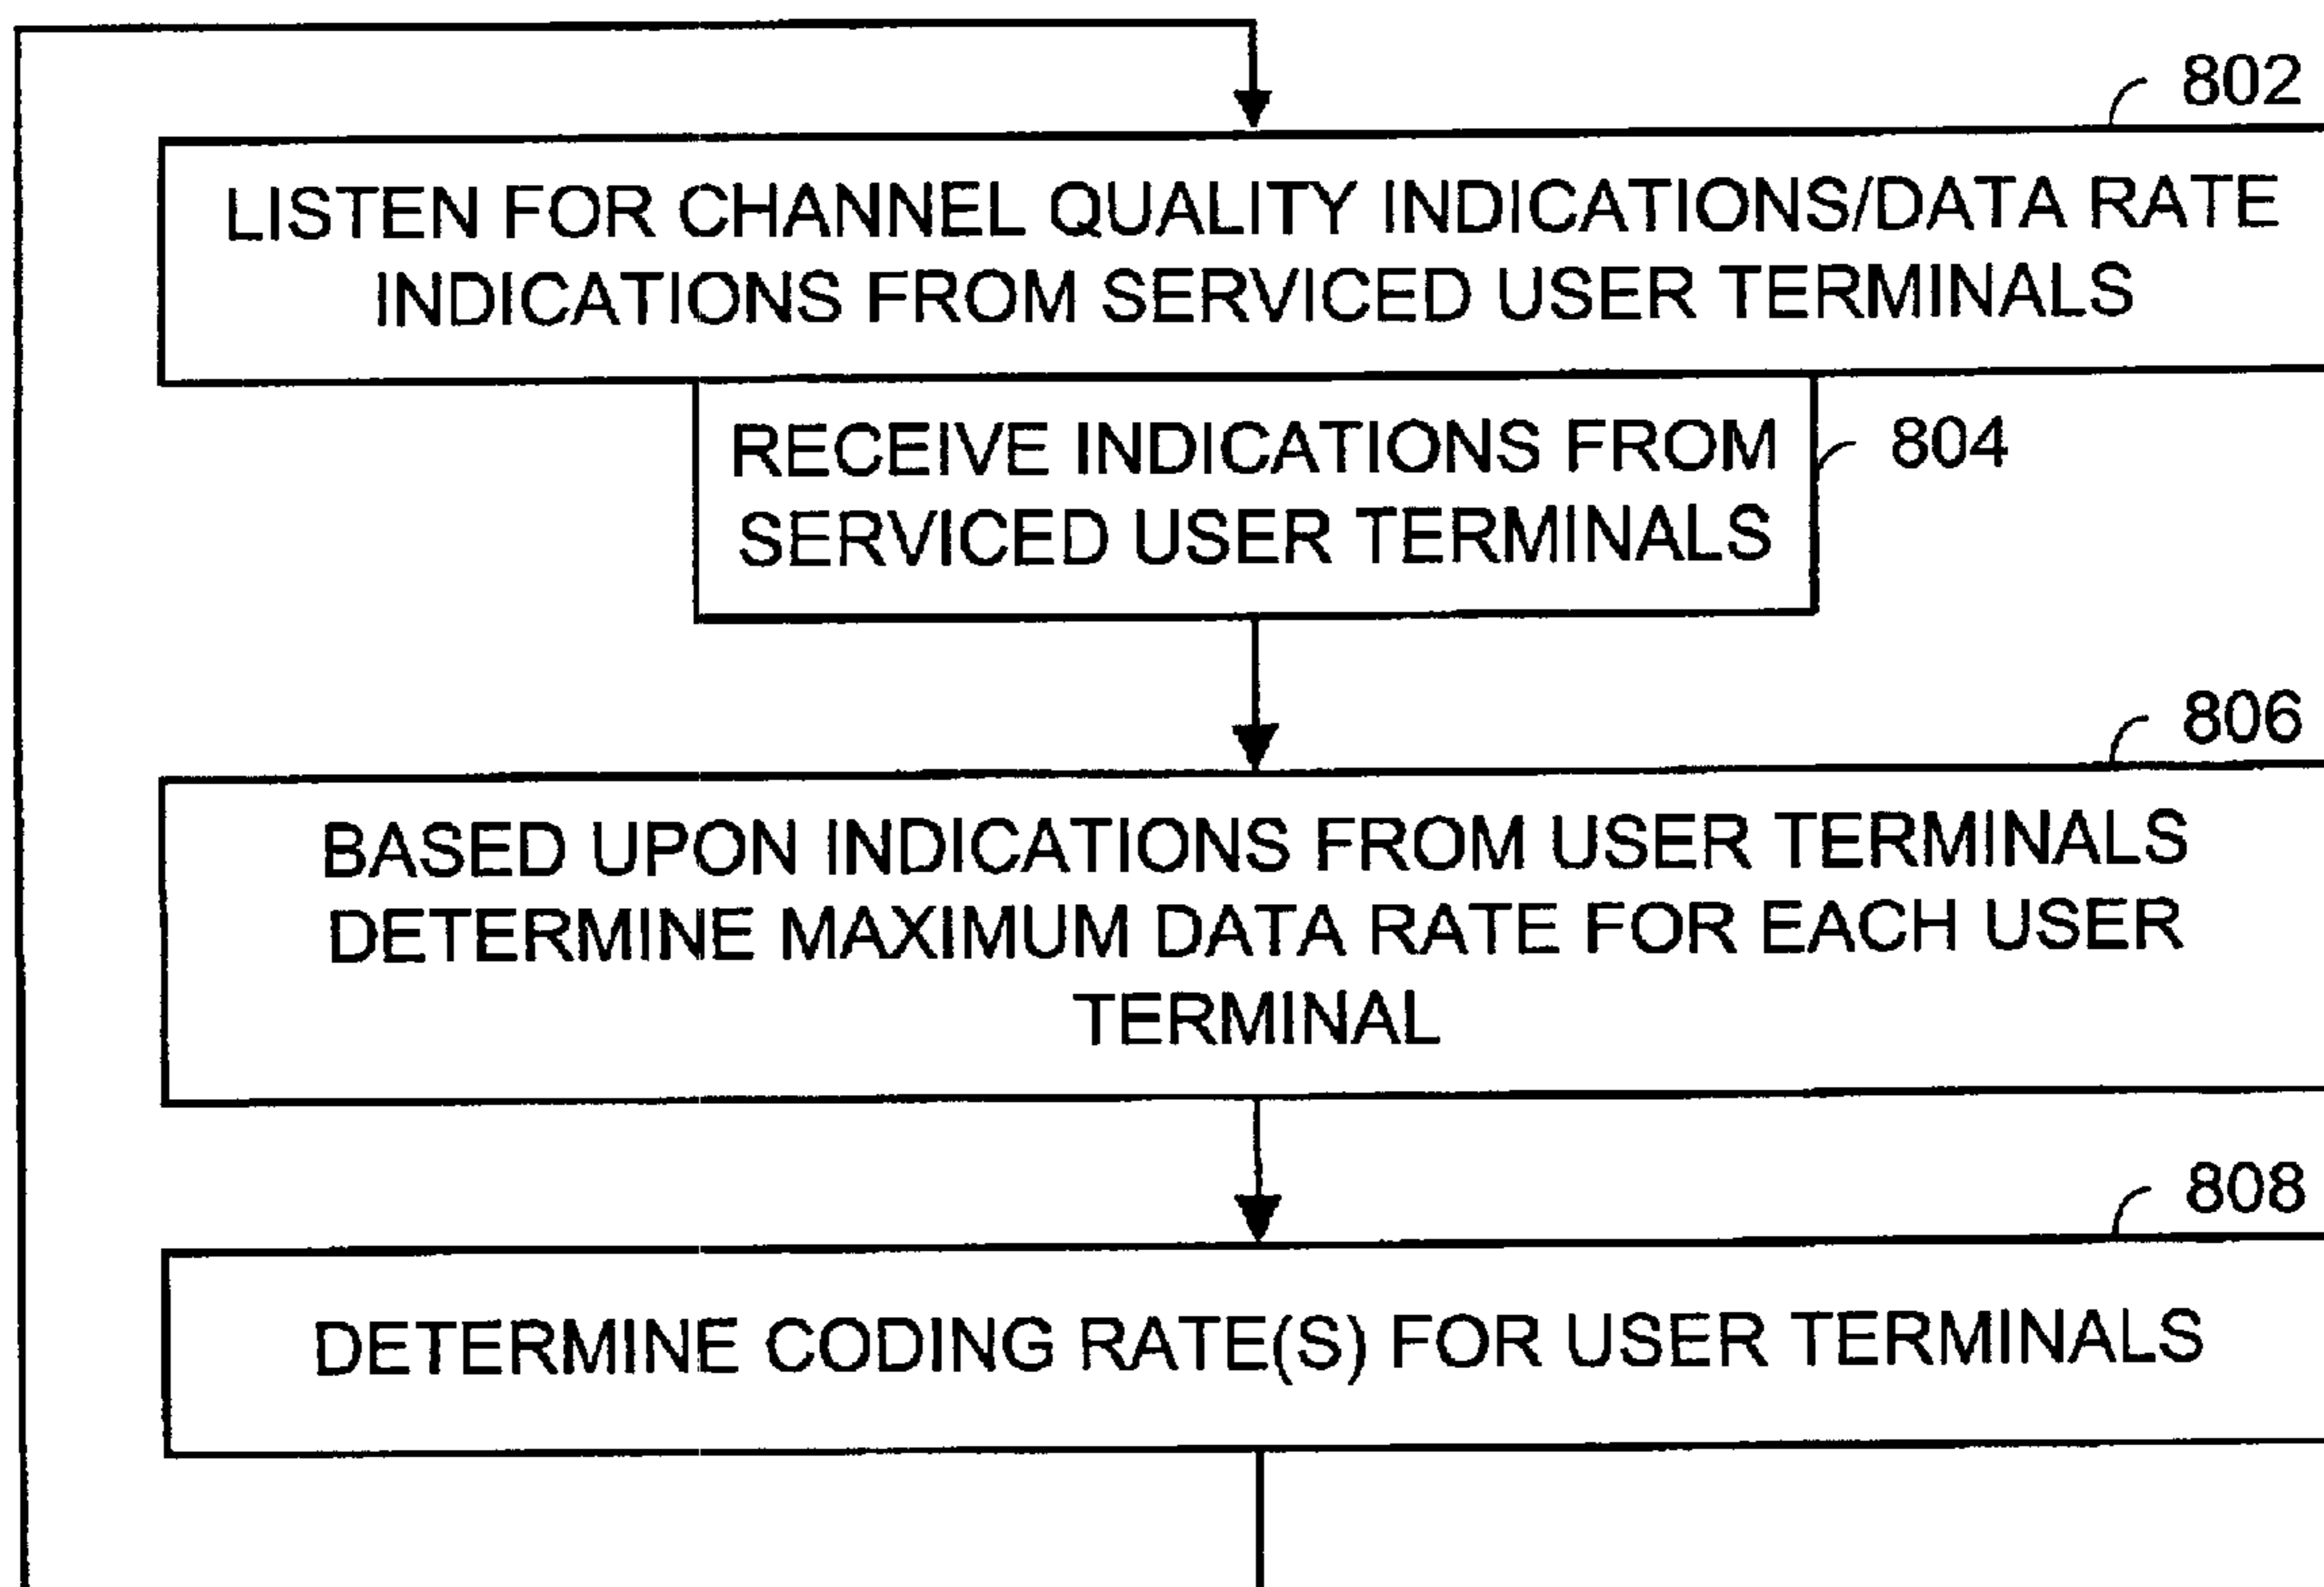 802
LISTEN FOR CHANNEL QUALITY INDICATIONS/DATA RATE
INDICATIONS FROM SERVICED USER TERMINALS
RECEIVE INDICATIONS FROM
SERVICED USER TERMINALS
804
806
BASED UPON INDICATIONS FROM USER TERMINALS
DETERMINE MAXIMUM DATA RATE FOR EACH USER
TERMINAL
808
DETERMINE CODING RATE(S) FOR USER TERMINALS